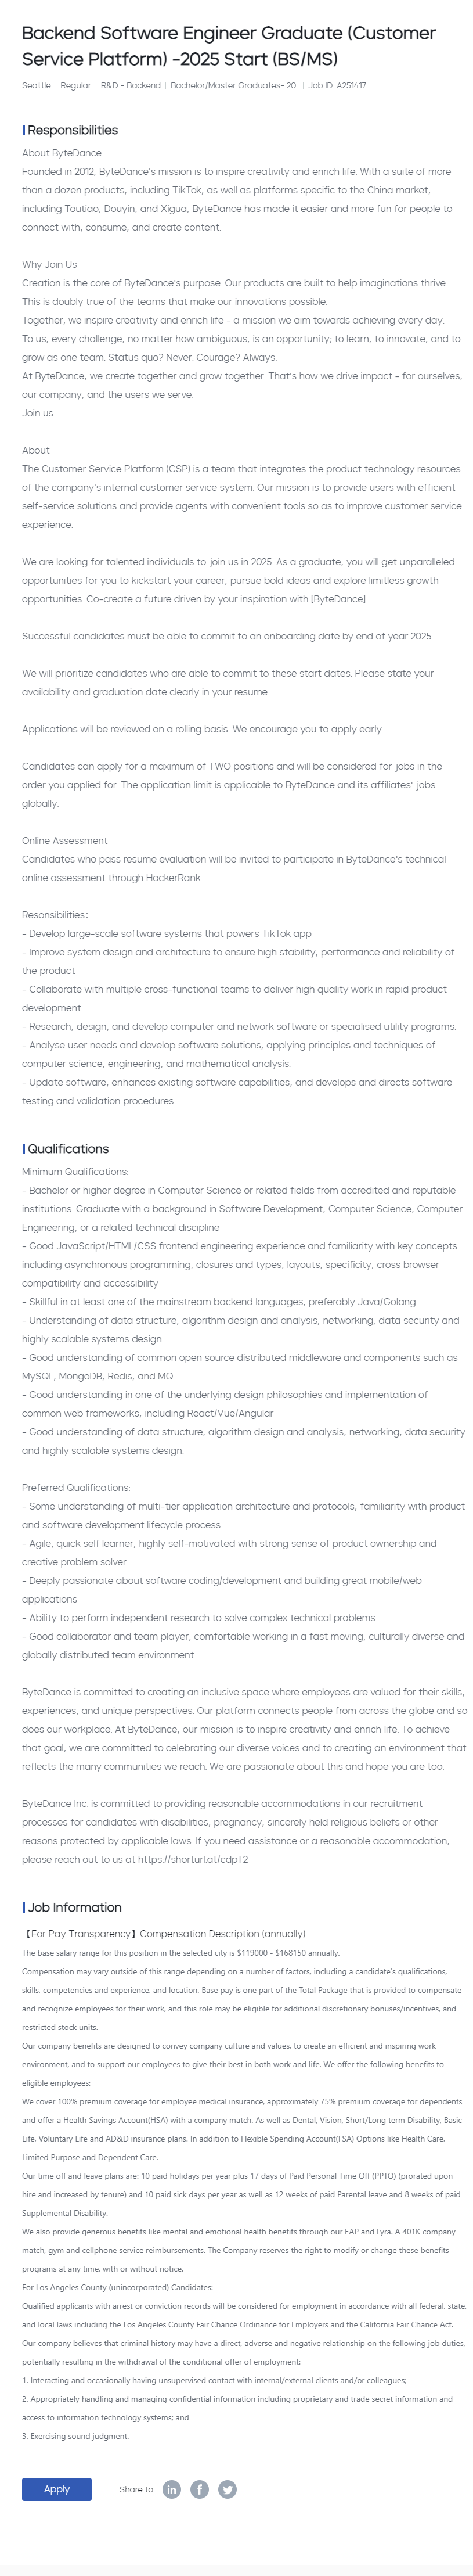 Backend Software Engineer Graduate (Customer
Service Platform) -2025 Start (BS/MS)
Seattle | Regular | R&D - Backend | Bachelor/Master Graduates- 20. | Job ID: A251417
Responsibilities
About ByteDance
Founded in 2012, ByteDance's mission is to inspire creativity and enrich life. With a suite of more
than a dozen products, including TikTok, as well as platforms specific to the China market,
including Toutiao, Douyin, and Xigua, ByteDance has made it easier and more fun for people to
connect with, consume, and create content.
Why Join Us
Creation is the core of ByteDance's purpose. Our products are built to help imaginations thrive.
This is doubly true of the teams that make our innovations possible.
Together, we inspire creativity and enrich life - a mission we aim towards achieving every day.
To us, every challenge, no matter how ambiguous, is an opportunity; to learn, to innovate, and to
grow as one team. Status quo? Never. Courage? Always.
At ByteDance, we create together and grow together. That's how we drive impact - for ourselves,
our company, and the users we serve.
Join us.
About
The Customer Service Platform (CSP) is a team that integrates the product technology resources
of the company's internal customer service system. Our mission is to provide users with efficient
self-service solutions and provide agents with convenient tools so as to improve customer service
experience.
We are looking for talented individuals to join us in 2025. As a graduate, you will get unparalleled
opportunities for you to kickstart your career, pursue bold ideas and explore limitless growth
opportunities. Co-create a future driven by your inspiration with [ByteDance]
Successful candidates must be able to commit to an onboarding date by end of year 2025.
We will prioritize candidates who are able to commit to these start dates. Please state your
availability and graduation date clearly in your resume.
Applications will be reviewed on a rolling basis. We encourage you to apply early.
Candidates can apply for a maximum of TWO positions and will be considered for jobs in the
order you applied for. The application limit is applicable to ByteDance and its affiliates' jobs
globally.
Online Assessment
Candidates who pass resume evaluation will be invited to participate in ByteDance's technical
online assessment through HackerRank.
Resonsibilities：
- Develop large-scale software systems that powers TikTok app
- Improve system design and architecture to ensure high stability, performance and reliability of
the product
- Collaborate with multiple cross-functional teams to deliver high quality work in rapid product
development
- Research, design, and develop computer and network software or specialised utility programs.
- Analyse user needs and develop software solutions, applying principles and techniques of
computer science, engineering, and mathematical analysis.
- Update software, enhances existing software capabilities, and develops and directs software
testing and validation procedures.
Qualifications
Minimum Qualifications:
- Bachelor or higher degree in Computer Science or related fields from accredited and reputable
institutions. Graduate with a background in Software Development, Computer Science, Computer
Engineering, or a related technical discipline
- Good JavaScript/HTML/CSS frontend engineering experience and familiarity with key concepts
including asynchronous programming, closures and types, layouts, specificity, cross browser
compatibility and accessibility
- Skillful in at least one of the mainstream backend languages, preferably Java/Golang
- Understanding of data structure, algorithm design and analysis, networking, data security and
highly scalable systems design.
- Good understanding of common open source distributed middleware and components such as
MySQL, MongoDB, Redis, and MQ.
- Good understanding in one of the underlying design philosophies and implementation of
common web frameworks, including React/Vue/Angular
- Good understanding of data structure, algorithm design and analysis, networking, data security
and highly scalable systems design.
Preferred Qualifications:
- Some understanding of multi-tier application architecture and protocols, familiarity with product
and software development lifecycle process
- Agile, quick self learner, highly self-motivated with strong sense of product ownership and
creative problem solver
- Deeply passionate about software coding/development and building great mobile/web
applications
- Ability to perform independent research to solve complex technical problems
- Good collaborator and team player, comfortable working in a fast moving, culturally diverse and
globally distributed team environment
ByteDance is committed to creating an inclusive space where employees are valued for their skills,
experiences, and unique perspectives. Our platform connects people from across the globe and so
does our workplace. At ByteDance, our mission is to inspire creativity and enrich life. To achieve
that goal, we are committed to celebrating our diverse voices and to creating an environment that
reflects the many communities we reach. We are passionate about this and hope you are too.
ByteDance Inc. is committed to providing reasonable accommodations in our recruitment
processes for candidates with disabilities, pregnancy, sincerely held religious beliefs or other
reasons protected by applicable laws. If you need assistance or a reasonable accommodation,
please reach out to us at https://shorturl.at/cdpT2
Job Information
【For Pay Transparency】Compensation Description (annually)
The base salary range for this position in the selected city is $119000 - $168150 annually.
Compensation may vary outside of this range depending on a number of factors, including a candidate's qualifications,
skills, competencies and experience, and location. Base pay is one part of the Total Package that is provided to compensate
and recognize employees for their work, and this role may be eligible for additional discretionary bonuses/incentives, and
restricted stock units.
Our company benefits are designed to convey company culture and values, to create an efficient and inspiring work
environment, and to support our employees to give their best in both work and life. We offer the following benefits to
eligible employees:
We cover 100% premium coverage for employee medical insurance, approximately 75% premium coverage for dependents
and offer a Health Savings Account(HSA) with a company match. As well as Dental, Vision, Short/Long term Disability, Basic
Life, Voluntary Life and AD&D insurance plans. In addition to Flexible Spending Account(FSA) Options like Health Care,
Limited Purpose and Dependent Care.
Our time off and leave plans are: 10 paid holidays per year plus 17 days of Paid Personal Time Off (PPTO) (prorated upon
hire and increased by tenure) and 10 paid sick days per year as well as 12 weeks of paid Parental leave and 8 weeks of paid
Supplemental Disability.
We also provide generous benefits like mental and emotional health benefits through our EAP and Lyra. A 401K company
match, gym and cellphone service reimbursements. The Company reserves the right to modify or change these benefits
programs at any time, with or without notice.
For Los Angeles County (unincorporated) Candidates:
Qualified applicants with arrest or conviction records will be considered for employment in accordance with all federal, state,
and local laws including the Los Angeles County Fair Chance Ordinance for Employers and the California Fair Chance Act.
Our company believes that criminal history may have a direct, adverse and negative relationship on the following job duties,
potentially resulting in the withdrawal of the conditional offer of employment:
1. Interacting and occasionally having unsupervised contact with internal/external clients and/or colleagues;
2. Appropriately handling and managing confidential information including proprietary and trade secret information and
access to information technology systems; and
3. Exercising sound judgment.
Apply Share to